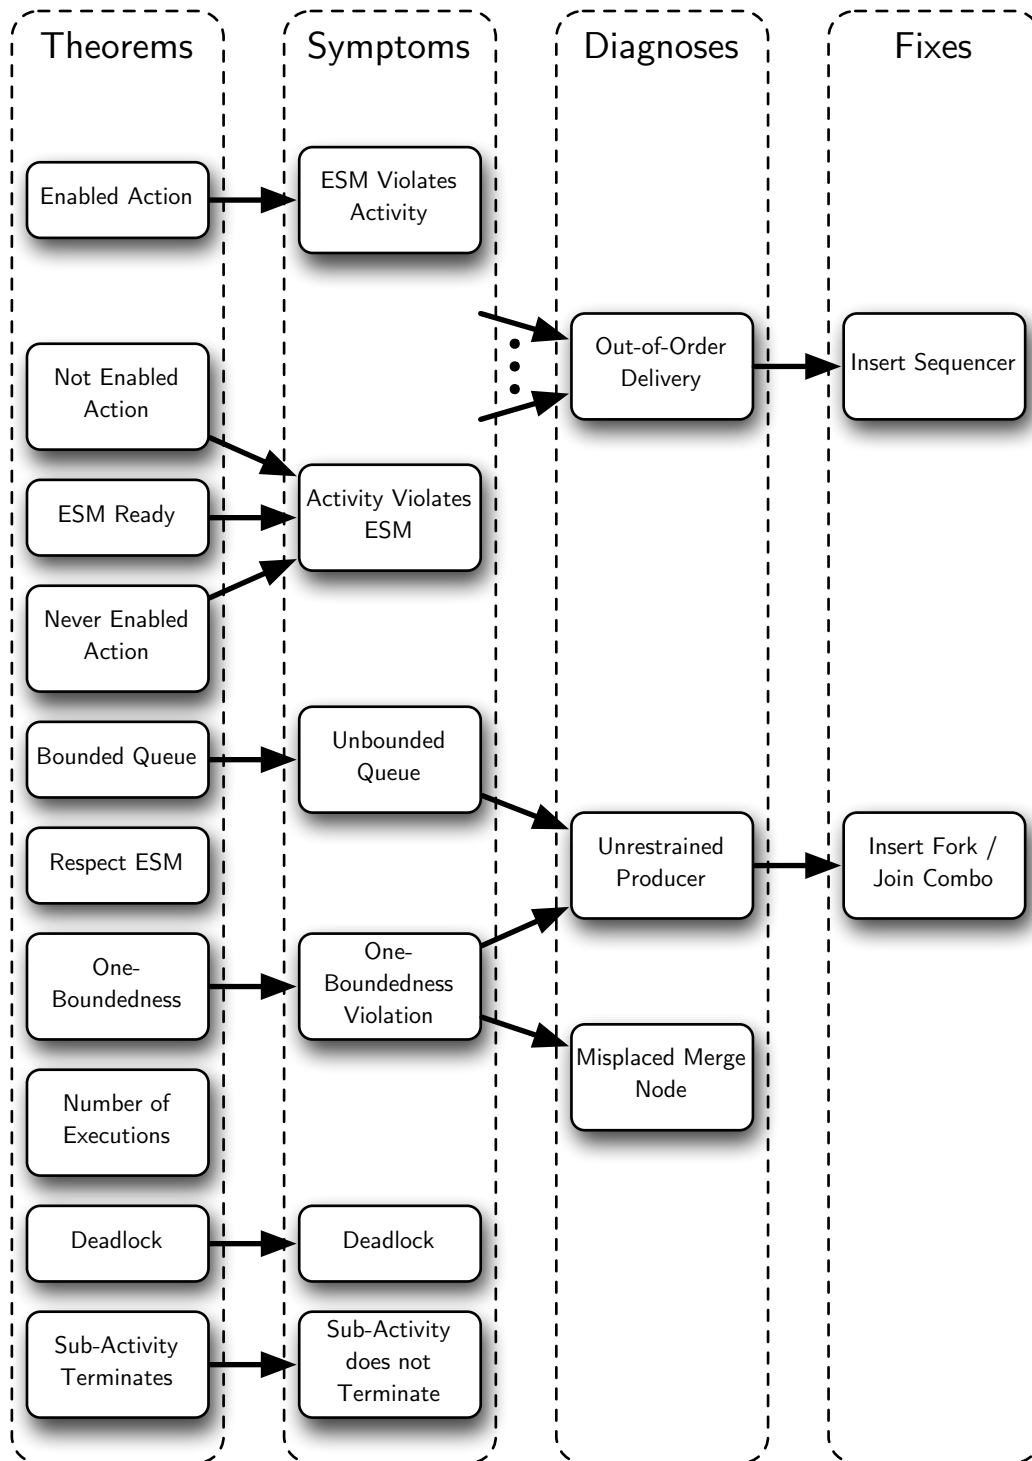 Theorems
Symptoms
Diagnoses
Fixes
Enabled Action
ESM Violates
Activity
Not Enabled
Action
Out-of-Order
Delivery
Insert Sequencer
ESM Ready
Activity Violates
ESM
Never Enabled
Action
Bounded Queue
Unbounded
Queue
Respect ESM
Unrestrained
Producer
Insert Fork /
Join Combo
One-
Boundedness
One-
Boundedness
Violation
Misplaced Merge
Node
Number of
Executions
Deadlock
Deadlock
Sub-Activity
Terminates
Sub-Activity
does not
Terminate